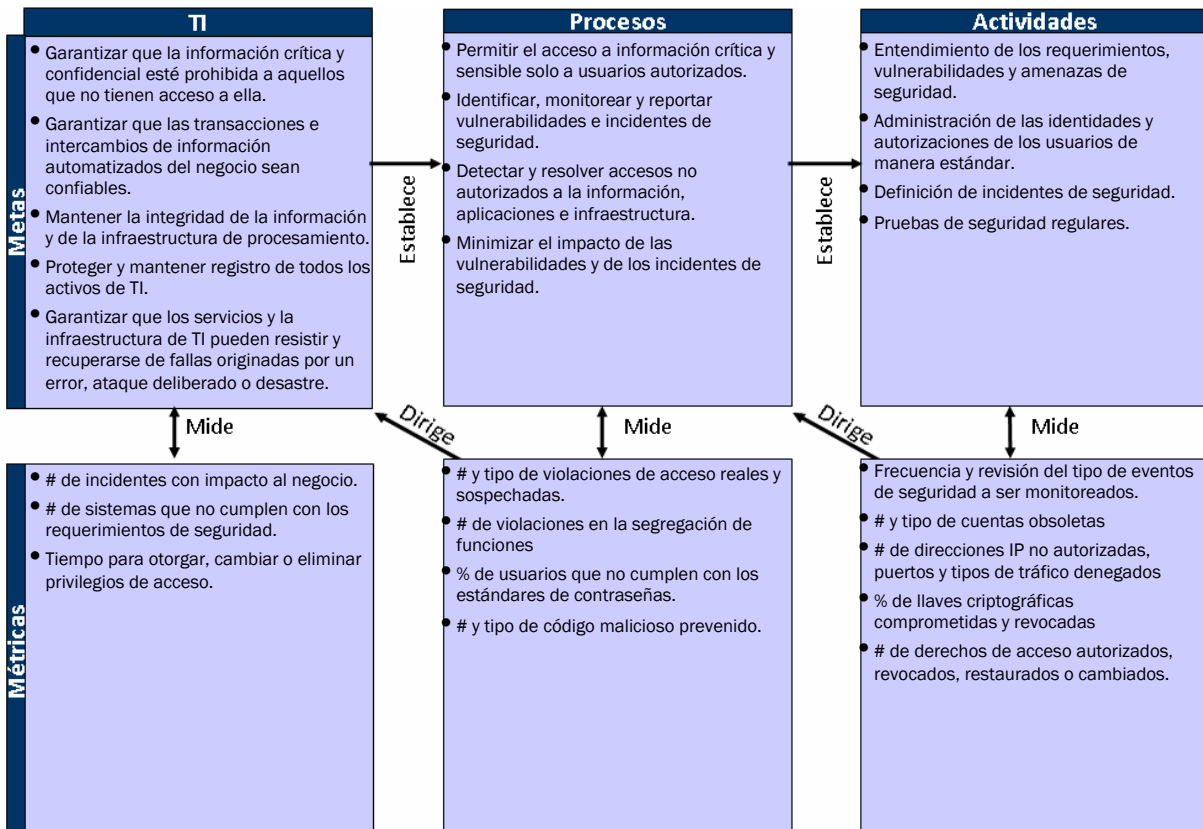 TI
Procesos
Actividades
Metas
• Garantizar que la información crítica y
confidencial esté prohibida a aquellos
que no tienen acceso a ella.
• Garantizar que las transacciones e
intercambios de información
automatizados del negocio sean
confiables.
• Mantener la integridad de la información
y de la infraestructura de procesamiento.
• Proteger y mantener registro de todos los
activos de TI.
• Garantizar que los servicios y la
infraestructura de TI pueden resistir y
recuperarse de fallas originadas por un
error, ataque deliberado o desastre.
Establece
• Permitir el acceso a información crítica y
sensible solo a usuarios autorizados.
• Identificar, monitorear y reportar
vulnerabilidades e incidentes de
seguridad.
• Detectar y resolver accesos no
autorizados a la información,
aplicaciones e infraestructura.
• Minimizar el impacto de las
vulnerabilidades y de los incidentes de
seguridad.
Establece
• Entendimiento de los requerimientos,
vulnerabilidades y amenazas de
seguridad.
• Administración de las identidades y
autorizaciones de los usuarios de
manera estándar.
• Definición de incidentes de seguridad.
• Pruebas de seguridad regulares.
Mide
Dirige
Mide
Dirige
Mide
Métricas
• # de incidentes con impacto al negocio.
• # de sistemas que no cumplen con los
requerimientos de seguridad.
• Tiempo para otorgar, cambiar o eliminar
privilegios de acceso.
• # y tipo de violaciones de acceso reales y
sospechadas.
• # de violaciones en la segregación de
funciones
• % de usuarios que no cumplen con los
estándares de contraseñas.
• # y tipo de código malicioso prevenido.
• Frecuencia y revisión del tipo de eventos
de seguridad a ser monitoreados.
• # y tipo de cuentas obsoletas
• # de direcciones IP no autorizadas,
puertos y tipos de tráfico denegados
• % de llaves criptográficas
comprometidas y revocadas
• # de derechos de acceso autorizados,
revocados, restaurados o cambiados.